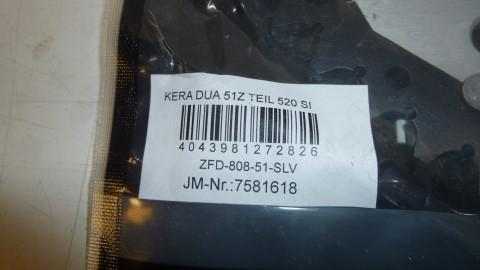 KERA DUA 51Z TEIL 520 SI
4043981272826
ZFD-808-51-SLV
JM-Nr.:7581618